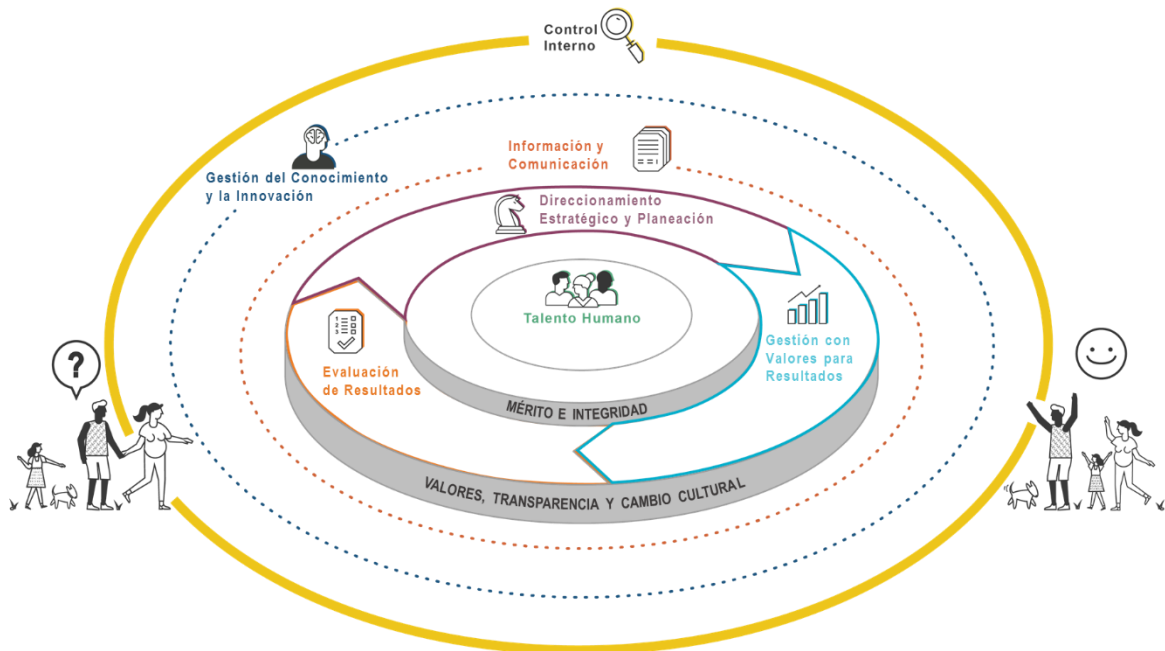 Control
Interno
Información y
Comunicación
Gestión del Conocimiento
y la Innovación
Direccionamiento
Estratégico y Planeación
Talento Humano
Gestión con
Valores para
Resultados
Evaluación
de Resultados
MÉRITO E INTEGRIDAD
VALORES, TRANSPARENCIA Y CAMBIO CULTURAL
?